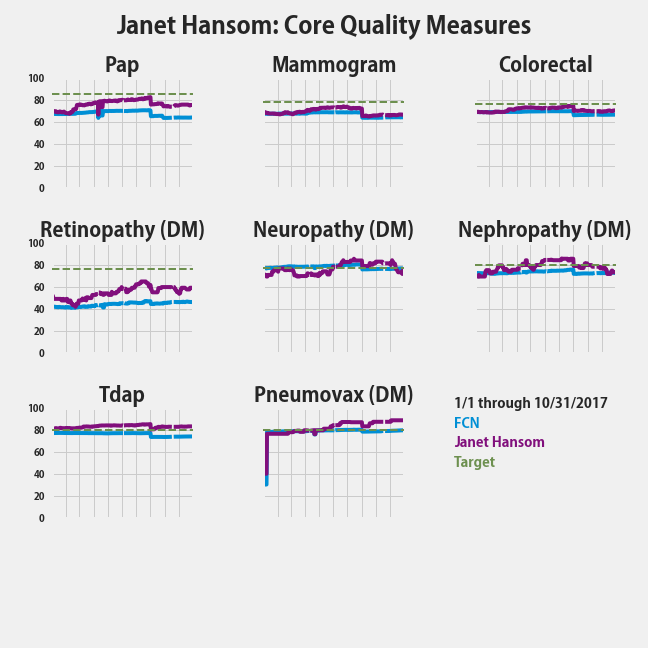 Janet Hansom: Core Quality Measures
Pap
Mammogram
Colorectal
100
80
60
40
20
0
Retinopathy (DM)
Neuropathy (DM)
Nephropathy (DM)
100
80
60
40
20
0
Tdap
Pneumovax (DM)
100
80
60
40
20
0
1/1 through 10/31/2017
FCN
Janet Hansom
Target